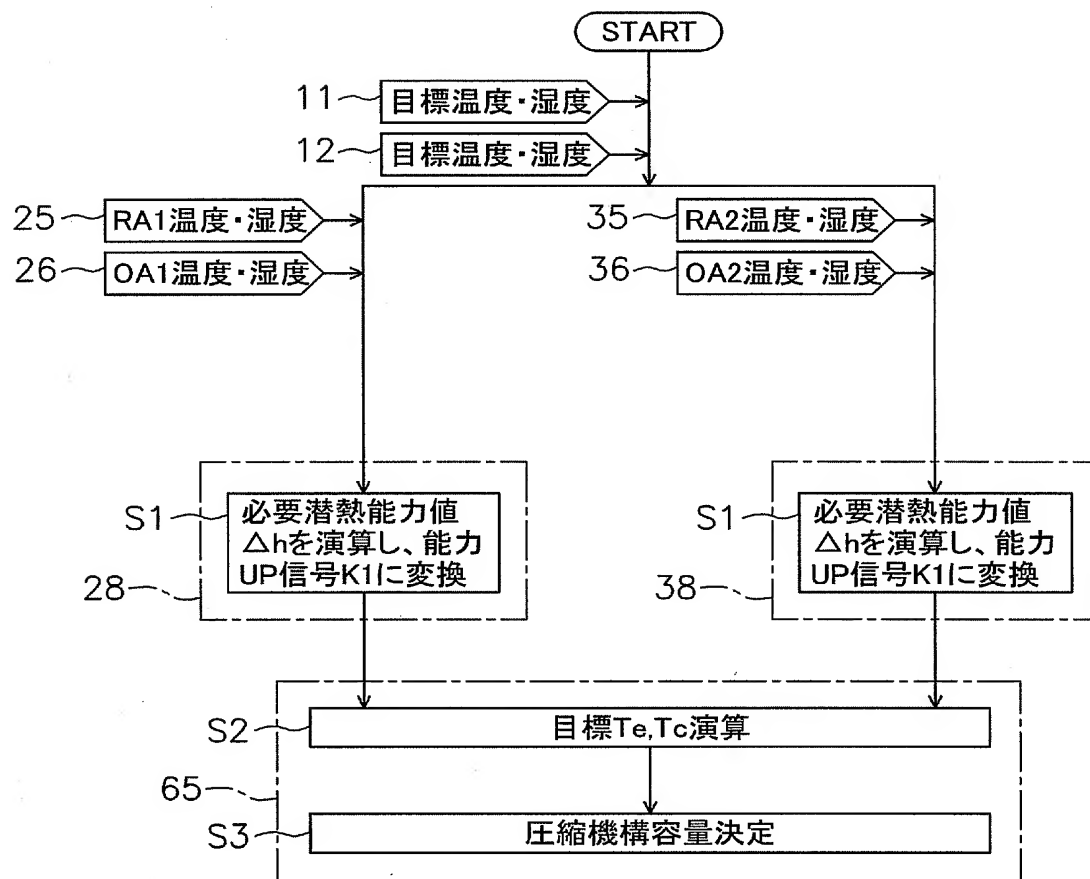 START
11 目標温度・湿度
12 目標温度・湿度
25 RA1温度・湿度
35 RA2温度・湿度
26 OA1温度・湿度
36 OA2温度・湿度
S1 必要潜熱能力値
△hを演算し、能力
UP信号K1に変換
28
S1 必要潜熱能力値
△hを演算し、能力
UP信号K1に変換
38
S2 目標Te,Tc演算
65
S3 圧縮機構容量決定